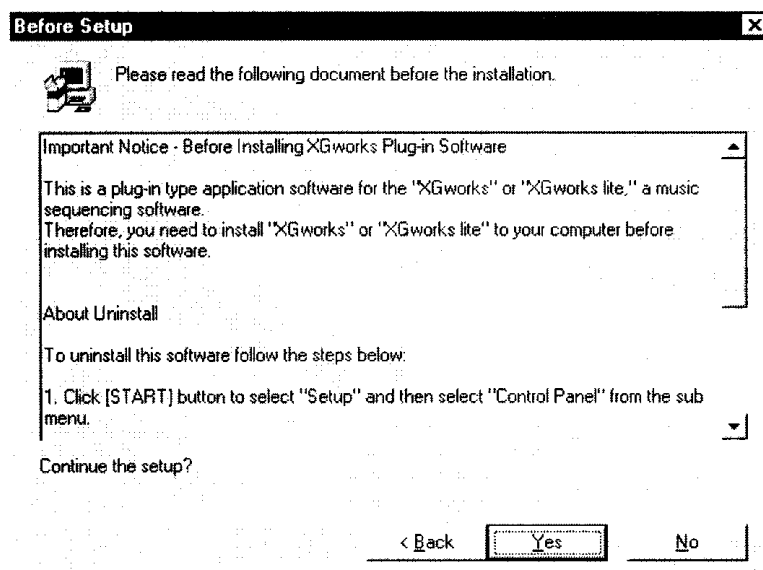 Before Setup
Please read the following document before the installation.
Important Notice - Before Installing XGworks Plug-in Software
This is a plug-in type application software for the "XGworks" or "XGworks lite," a music
sequencing software.
Therefore, you need to install "XGworks" or "XGworks lite" to your computer before
installing this software.
About Uninstall
To uninstall this software follow the steps below:
1. Click [START] button to select "Setup" and then select "Control Panel" from the sub
menu.
Continue the setup?
< Back Yes No